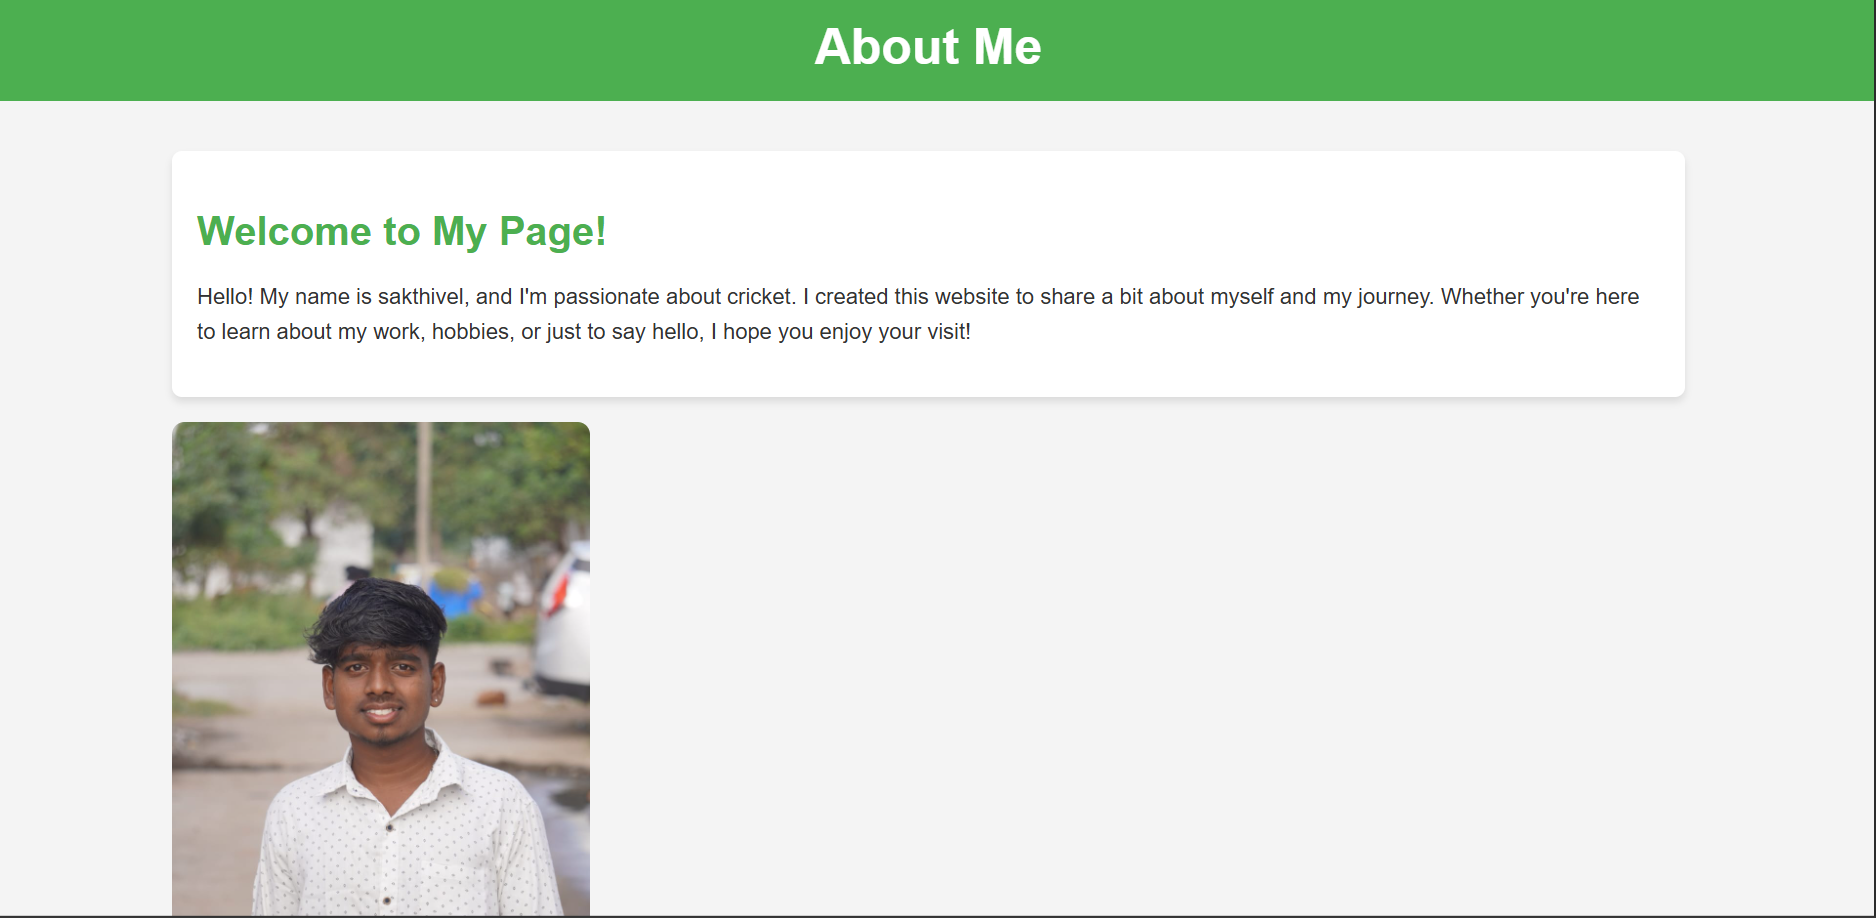 About Me
Welcome to My Page!
Hello! My name is sakthivel, and I'm passionate about cricket. I created this website to share a bit about myself and my journey. Whether you're here
to learn about my work, hobbies, or just to say hello, I hope you enjoy your visit!